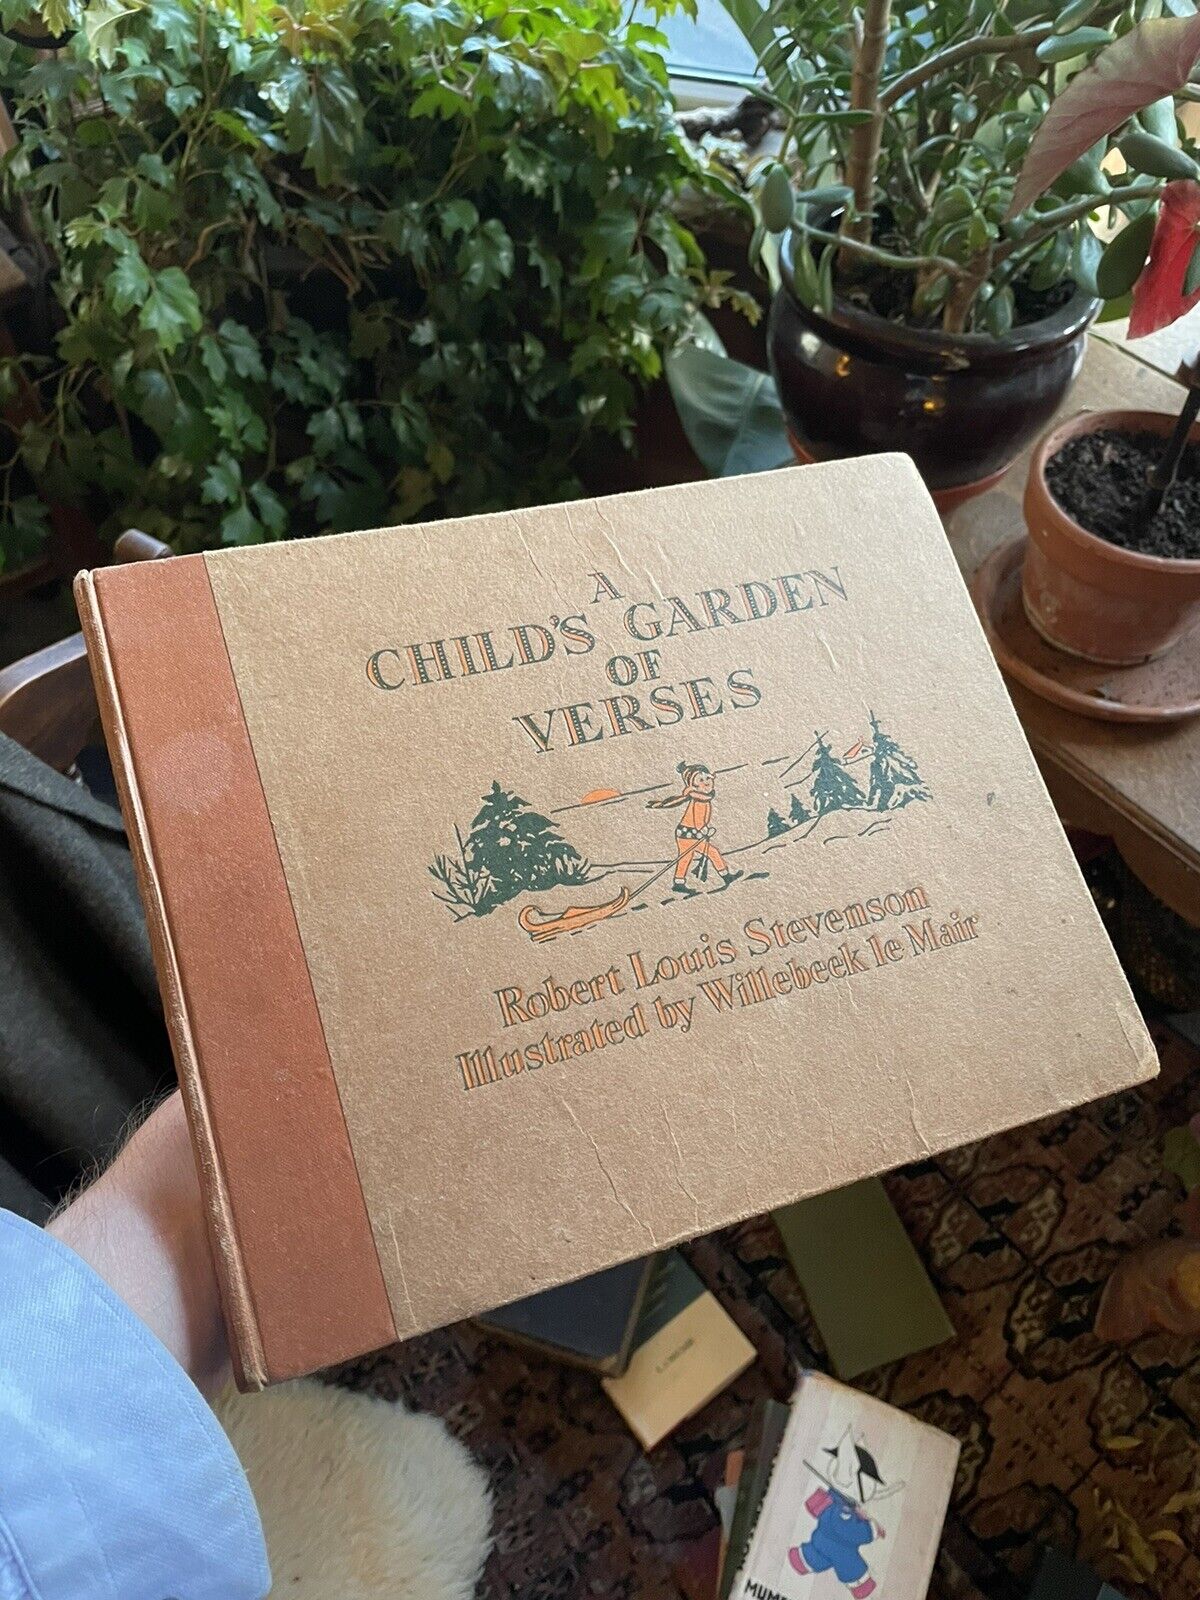 A
CHILD'S GARDEN
OF
VERSES
Robert Louis Stevenson
Illustrated by Willebeek le Mair